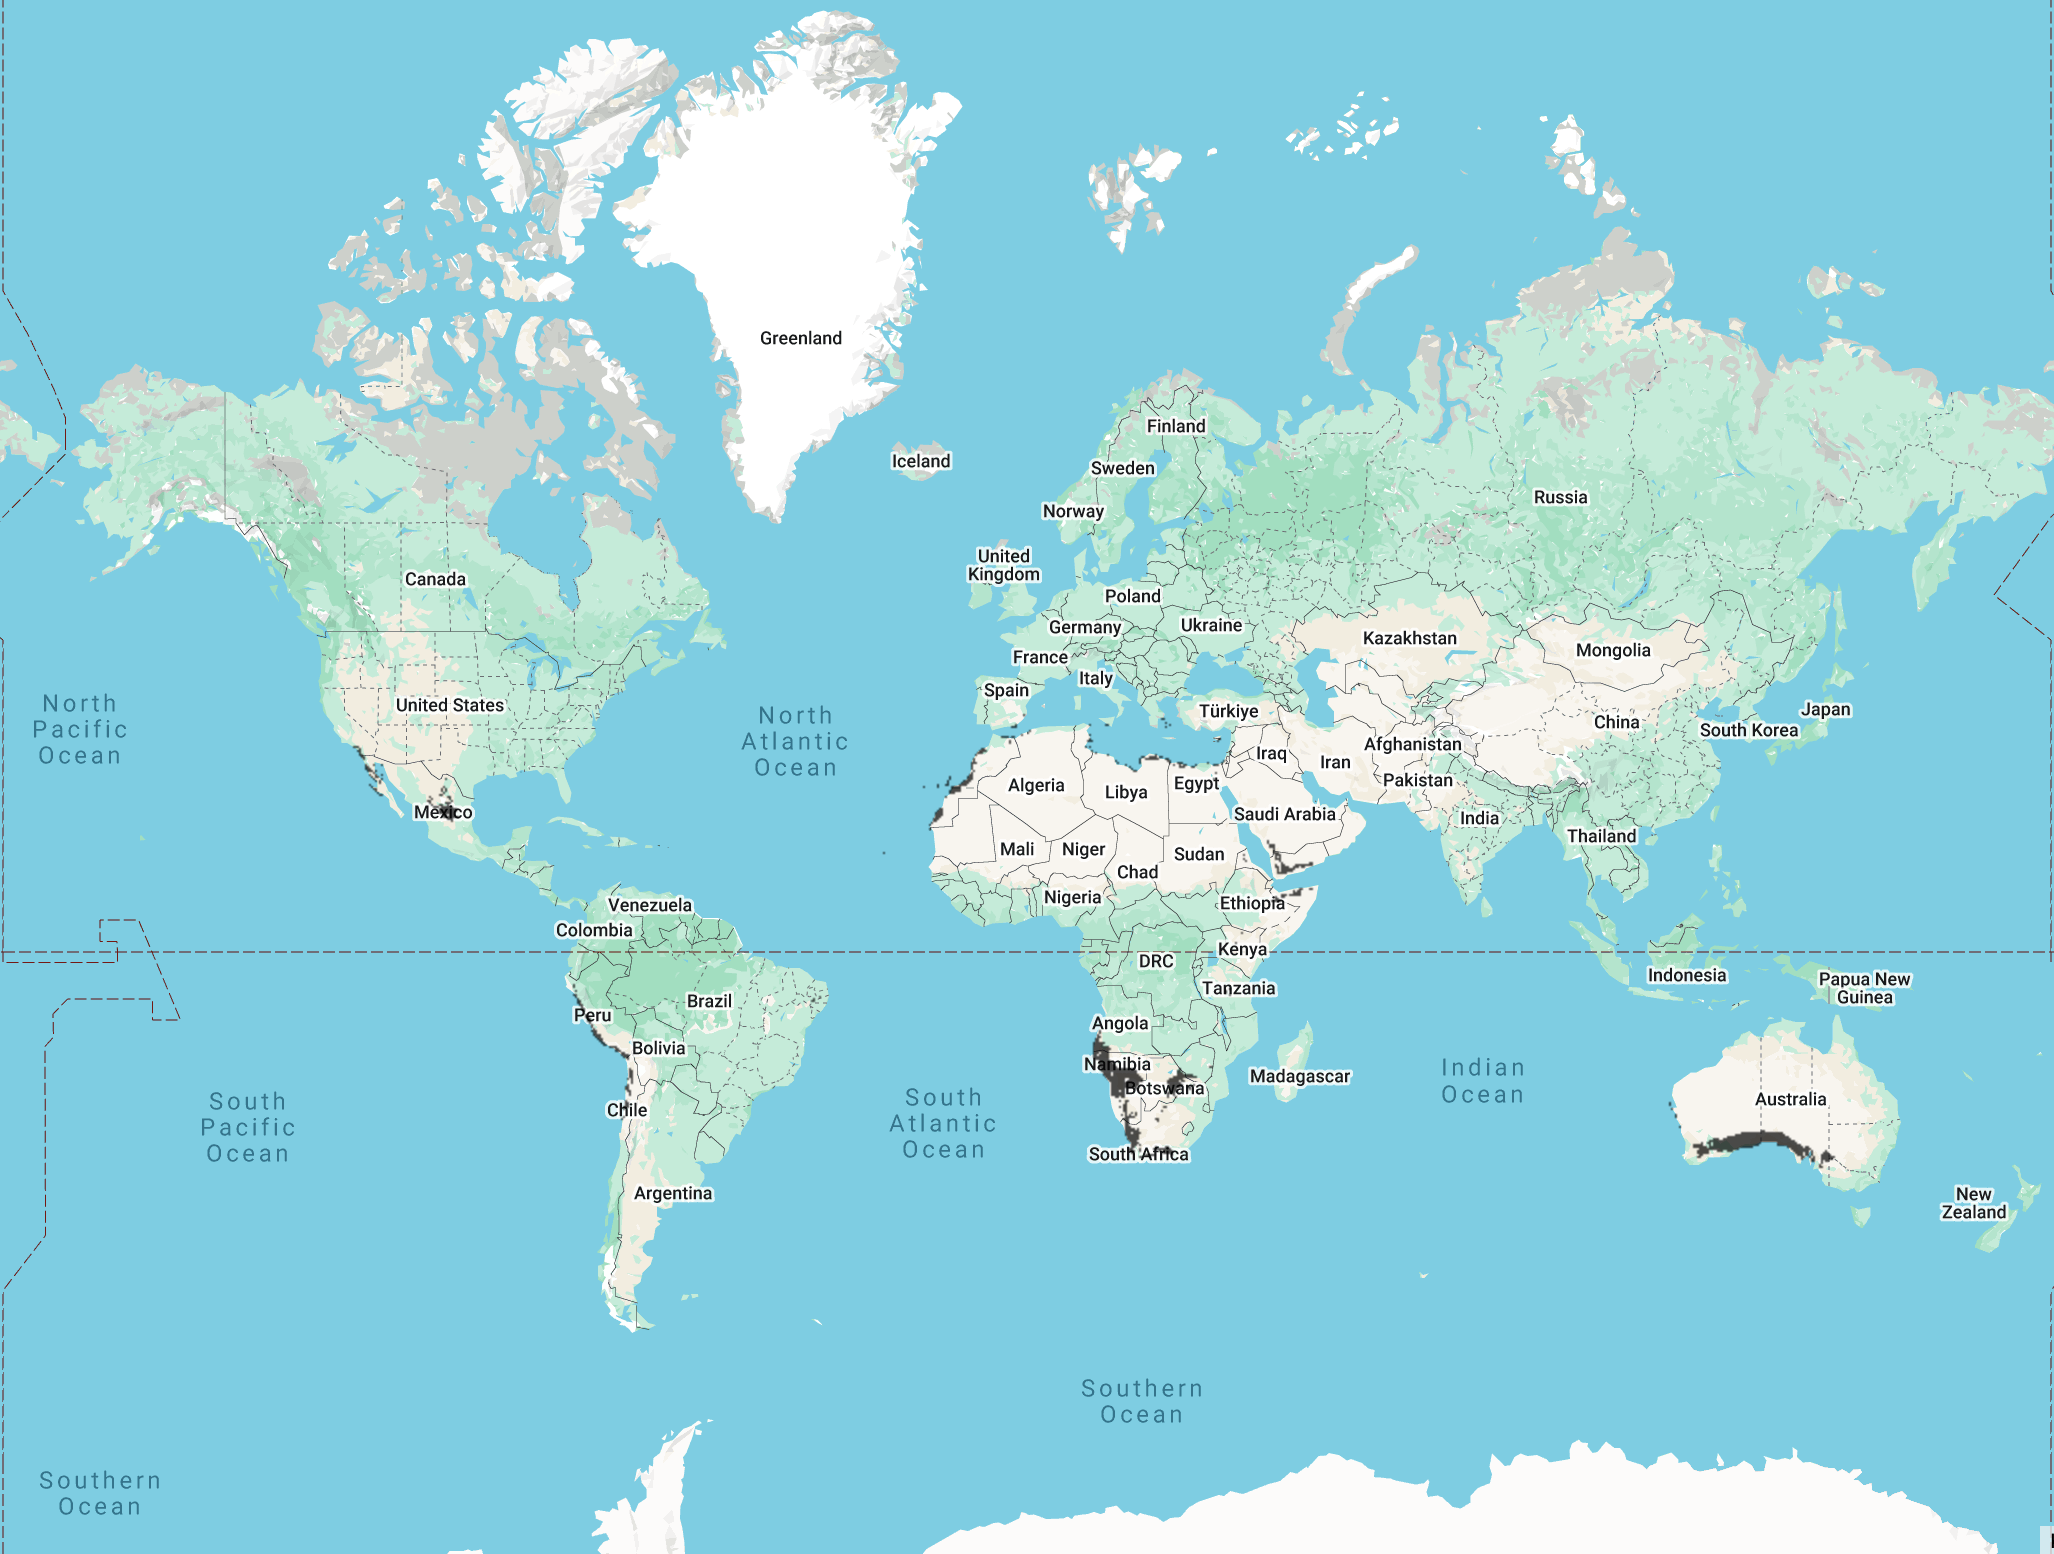 Greenland
Finland
Iceland
Sweden
Russia
Norway
United
Kingdom
Canada
Poland
Germany
Ukraine
Kazakhstan
Mongolia
France
Italy
Spain
United States
Türkiye
China
Japan
South Korea
North
Pacific
Ocean
North
Atlantic
Ocean
Iraq
Iran
Afghanistan
Pakistan
Algeria
Libya
Egypt
Mexico
Saudi Arabia
India
Thailand
Mali
Niger
Chad
Sudan
Nigeria
Ethiopia
Venezuela
Colombia
Kenya
DRC
Indonesia
Papua New
Guinea
Tanzania
Brazil
Peru
Angola
Bolivia
Namibia
Botswana
Madagascar
Indian
Ocean
Australia
South
Pacific
Ocean
Chile
South
Atlantic
Ocean
South Africa
Argentina
New
Zealand
Southern
Ocean
Southern
Ocean